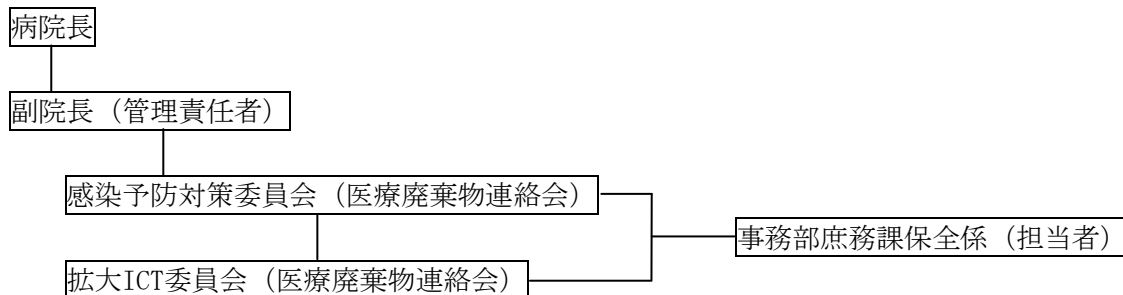 病院長
副院長（管理責任者）
感染予防対策委員会（医療廃棄物連絡会）
事務部庶務課保全係（担当者）
拡大ICT委員会（医療廃棄物連絡会）